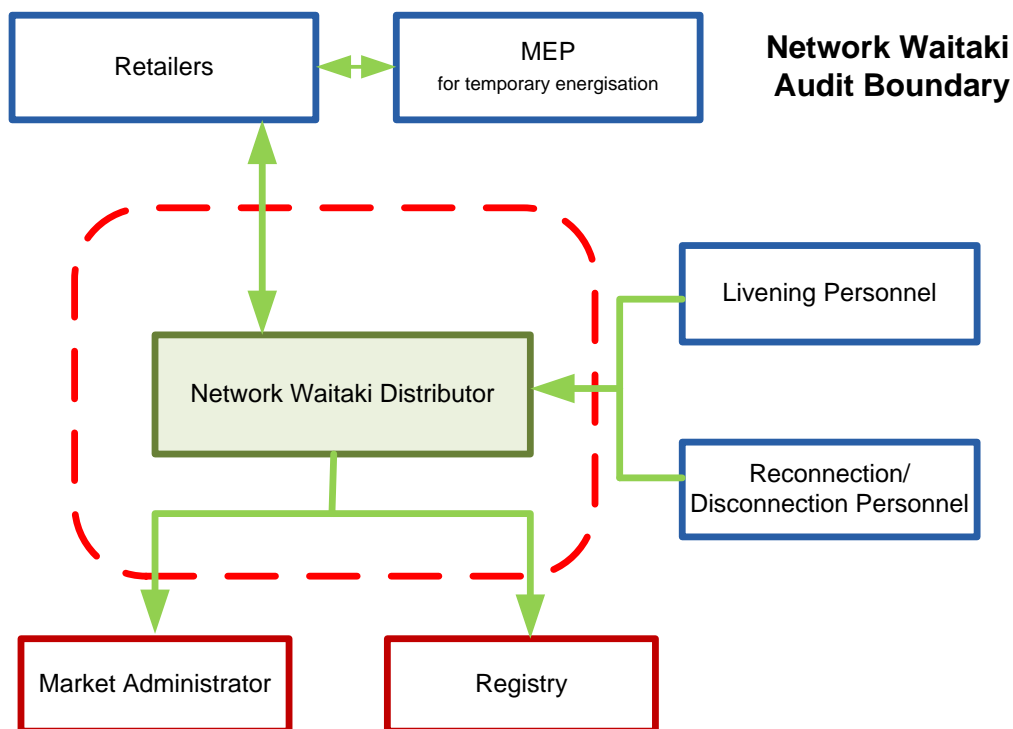 Retailers
MEP
for temporary energisation
Network Waitaki
Audit Boundary
Livening Personnel
Network Waitaki Distributor
Reconnection/
Disconnection Personnel
Market Administrator
Registry